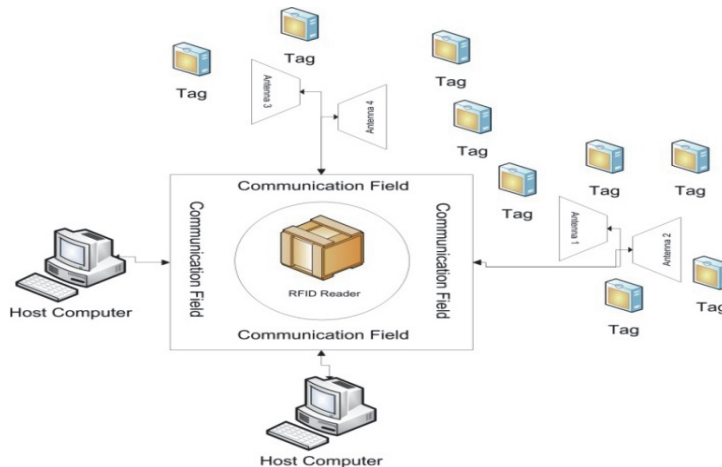 Tag
Tag
Tag
Antenna 3
Antenna 4
Tag
Tag
Tag
Tag
Communication Field
Communication Field
Communication Field
RFID Reader
Communication Field
Antenna 1
Antenna 2
Host Computer
Tag
Tag
Host Computer